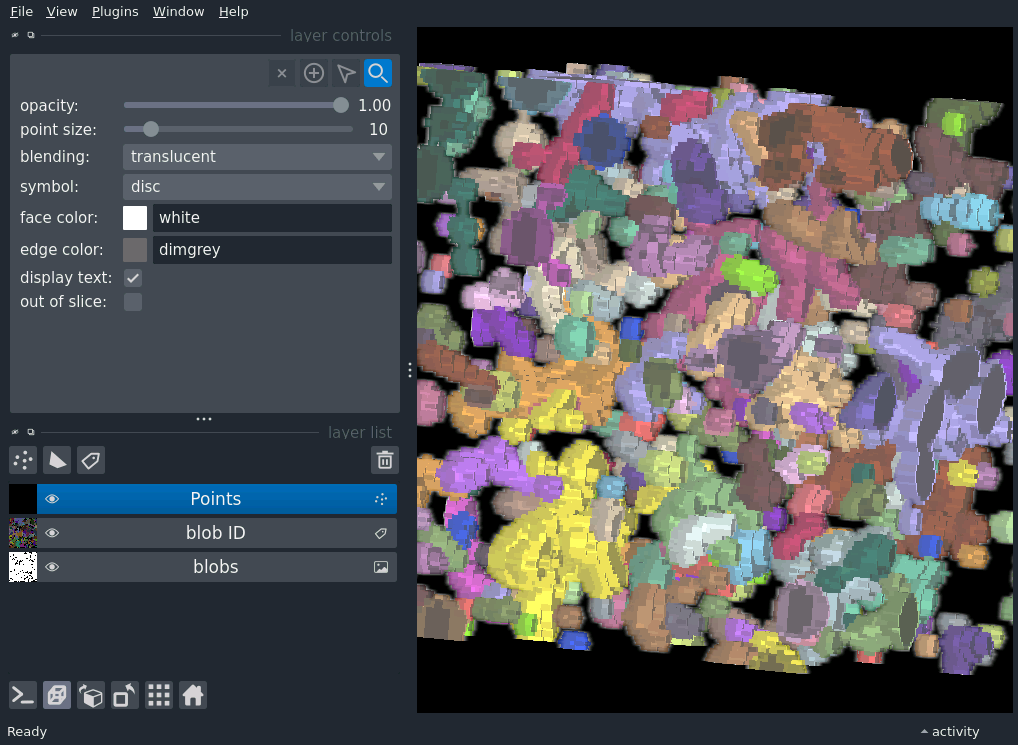 File View Plugins Window Help
layer controls
opacity: 1.00
point size: 10
blending: translucent
symbol: disc
face color: white
edge color: dimgrey
display text:
out of slice:
layer list
Points
blob ID
blobs
Ready activity